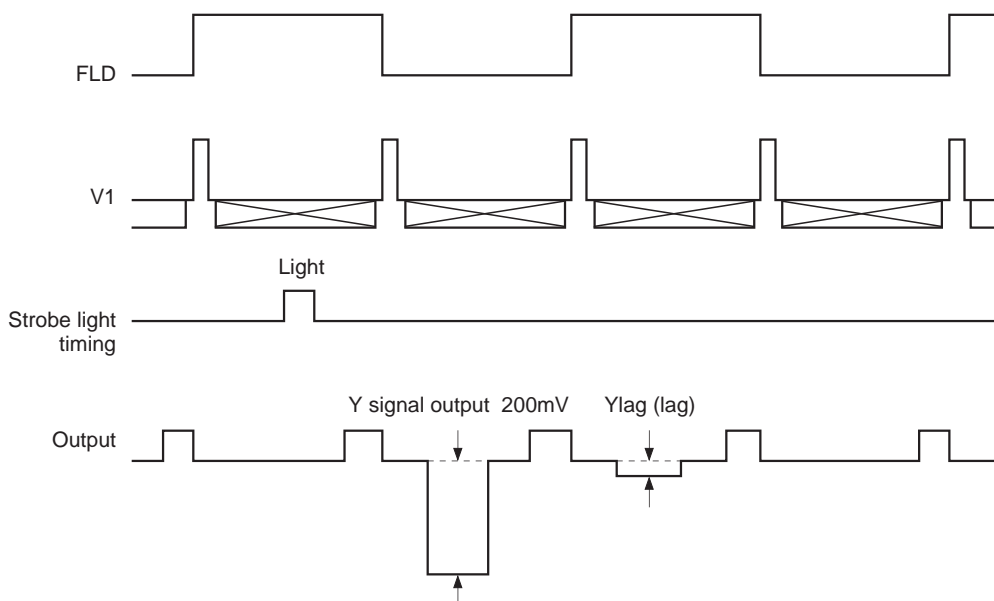 FLD
V1
Light
Strobe light
timing
Y signal output 200mV
Ylag (lag)
Output